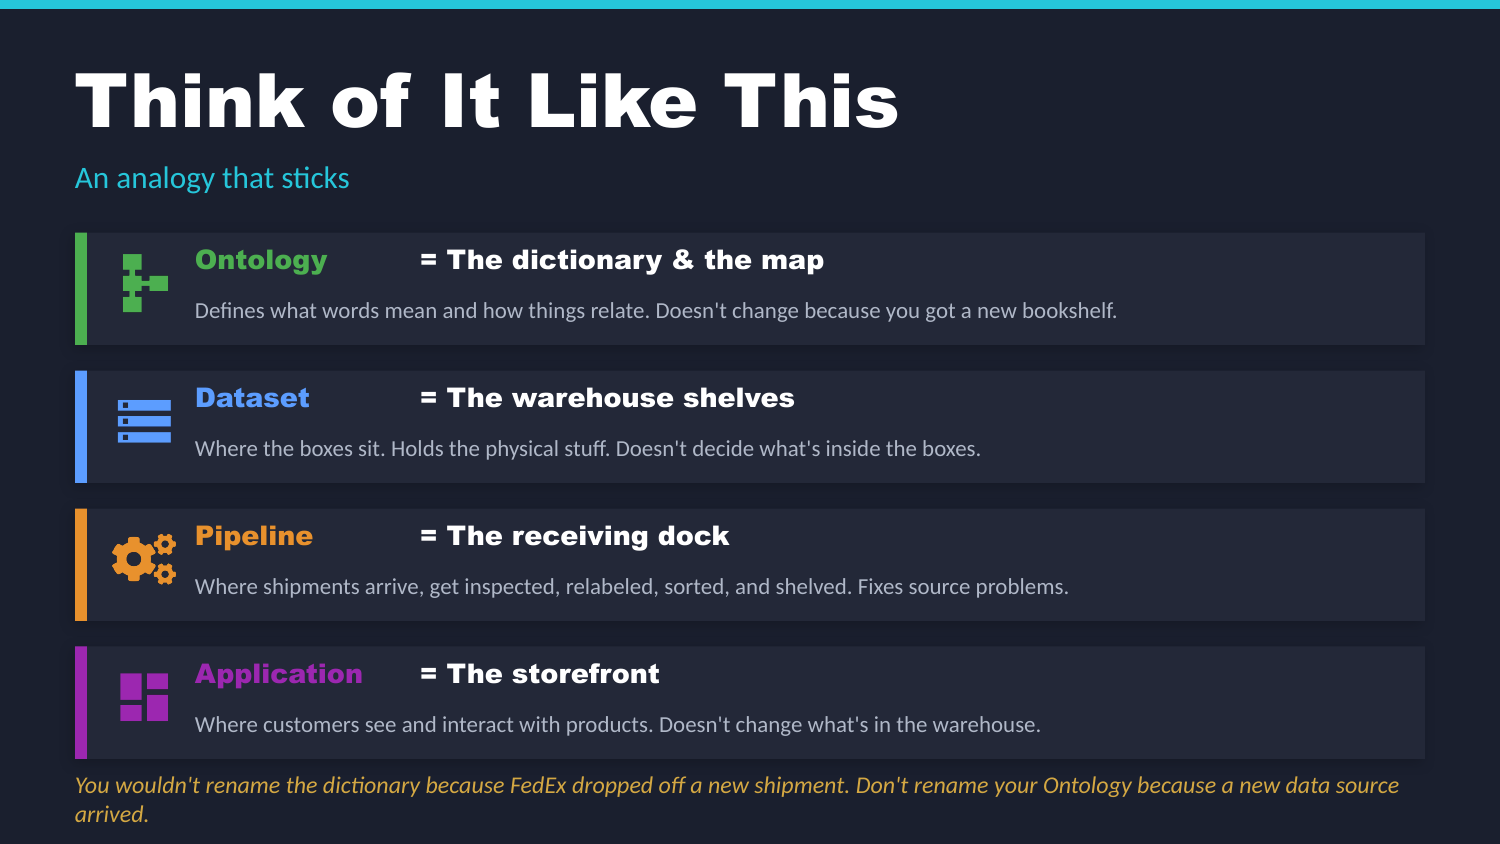 Think of It Like This
An analogy that sticks
Ontology = The dictionary & the map
Defines what words mean and how things relate. Doesn't change because you got a new bookshelf.
Dataset = The warehouse shelves
Where the boxes sit. Holds the physical stuff. Doesn't decide what's inside the boxes.
Pipeline = The receiving dock
Where shipments arrive, get inspected, relabeled, sorted, and shelved. Fixes source problems.
Application = The storefront
Where customers see and interact with products. Doesn't change what's in the warehouse.
You wouldn't rename the dictionary because FedEx dropped off a new shipment. Don't rename your Ontology because a new data source
arrived.